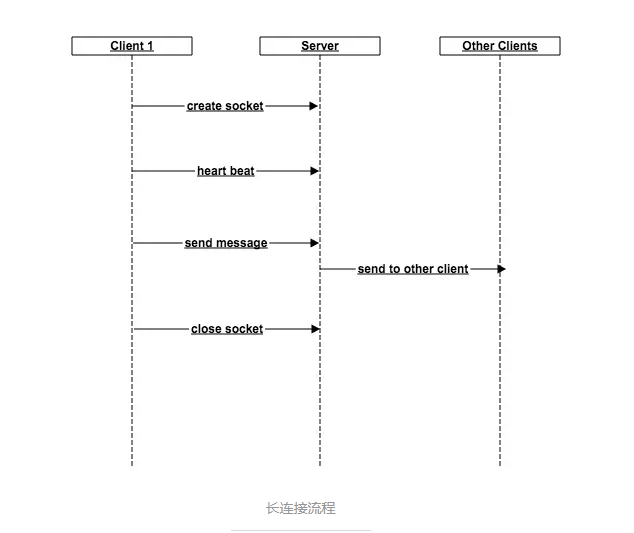 Client 1
Server
Other Clients
create socket
heart beat
send message
send to other client
close socket
长连接流程